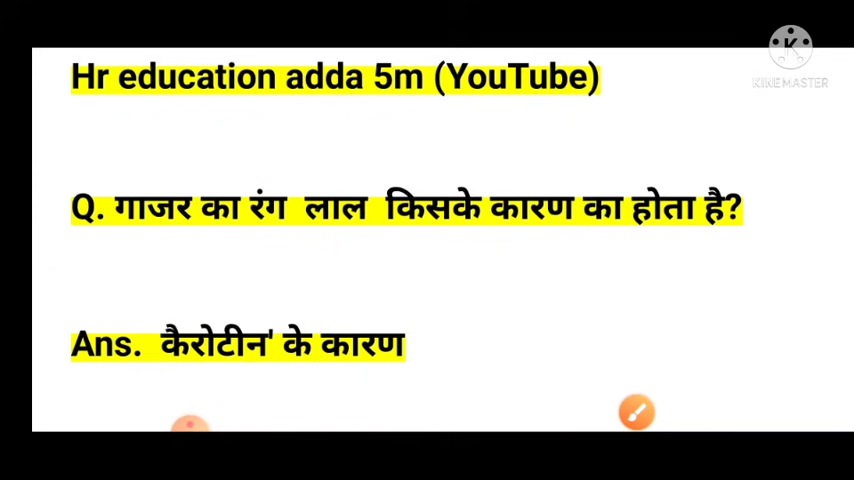 Hr education adda 5m (YouTube)
KINEMASTER
Q. गाजर का रंग लाल किसके कारण का होता है?
Ans. कैरोटीन' के कारण